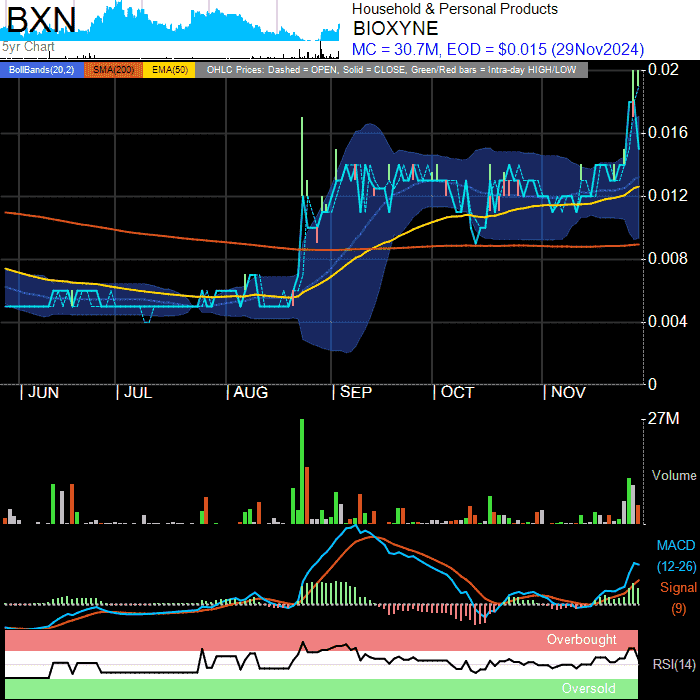 BXN
5yr Chart
Household & Personal Products
BIOXYNE
MC = 30.7M, EOD = $0.015 (29Nov2024)
BollBands(20,2) SMA(200) EMA(50) OHLC Prices: Dashed = OPEN, Solid = CLOSE, Green/Red bars = Intra-day HIGH/LOW
0.02
0.016
0.012
0.008
0.004
0
JUN JUL AUG SEP OCT NOV
27M
Volume
MACD
(12-26)
Signal
(9)
Overbought
RSI(14)
Oversold